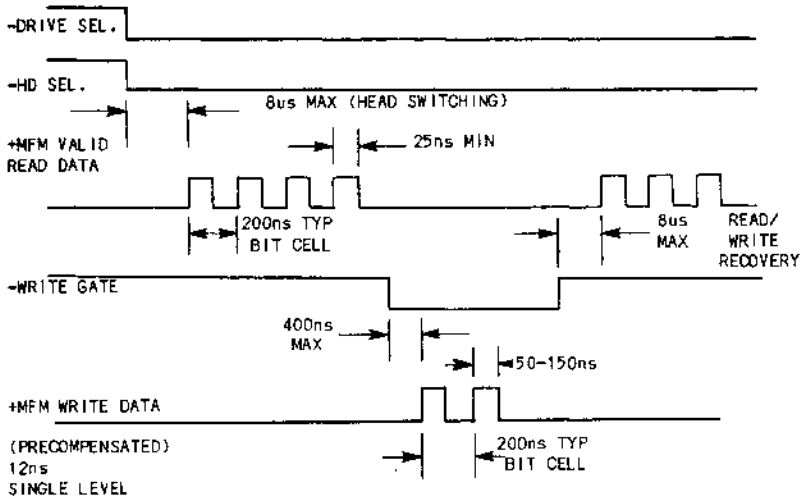 -DRIVE SEL.
-HD SEL.
8us MAX (HEAD SWITCHING)
+MFM VALID
READ DATA
25ns MIN
200ns TYP
BIT CELL
8us
MAX
READ/
WRITE
RECOVERY
-WRITE GATE
400ns
MAX
50-150ns
+MFM WRITE DATA
(PRECOMPENSATED)
12ns
SINGLE LEVEL
200ns TYP
BIT CELL